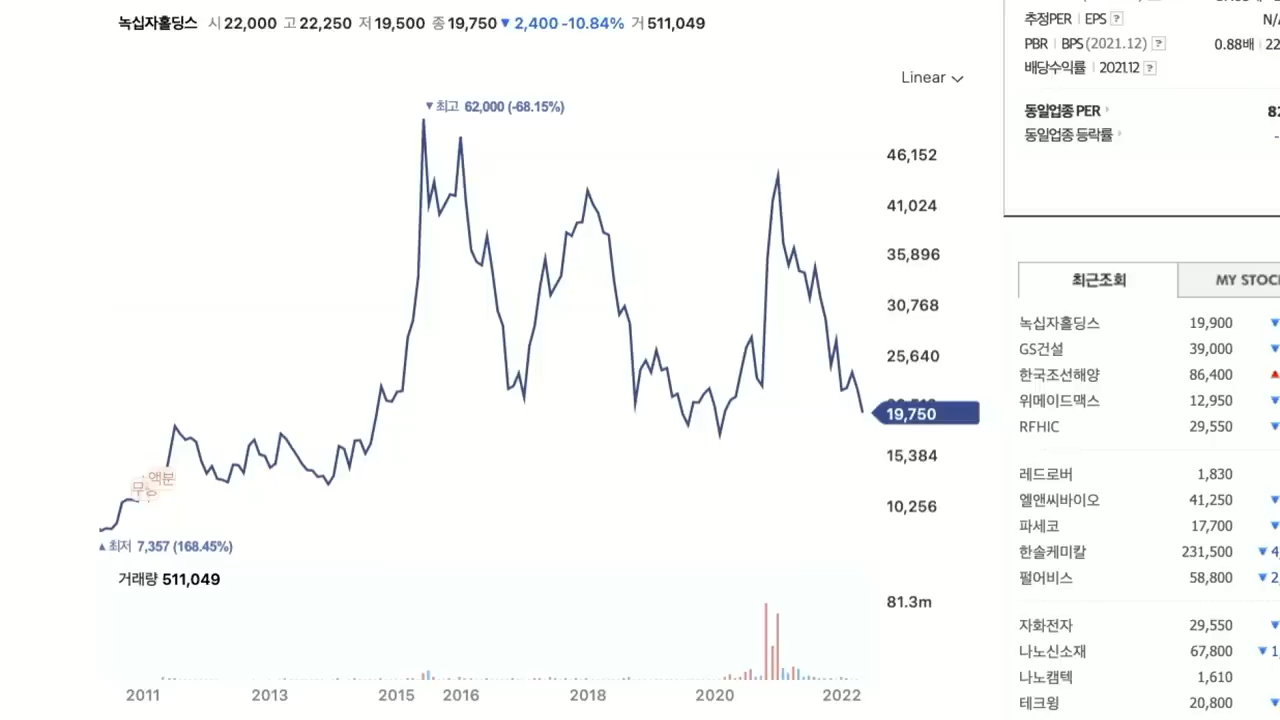 녹십자홀딩스 시 22,000 고 22,250 저 19,500 종 19,750 ▼ 2,400 -10.84% 거 511,049
Linear
▼최고 62,000 (-68.15%)
46,152
41,024
35,896
30,768
25,640
19,750
15,384
10,256
액분
▲최저 7,357 (168.45%)
거래량 511,049
81.3m
2011 2013 2015 2016 2018 2020 2022
추정PER | EPS ?
PBR | BPS (2021.12) ? 0.88배
배당수익률 | 2021.12 ?
동일업종 PER
동일업종 등락률
최근조회 MY STOC
녹십자홀딩스 19,900 ▼
GS건설 39,000 ▼
한국조선해양 86,400 ▲
위메이드맥스 12,950 ▼
RFHIC 29,550 ▼
레드로버 1,830
엘앤씨바이오 41,250 ▼
파세코 17,700 ▼
한솔케미칼 231,500 ▼ 4
펄어비스 58,800 ▼ 2
자화전자 29,550 ▼
나노신소재 67,800 ▼ 1
나노캠텍 1,610
테크윙 20,800 ▼